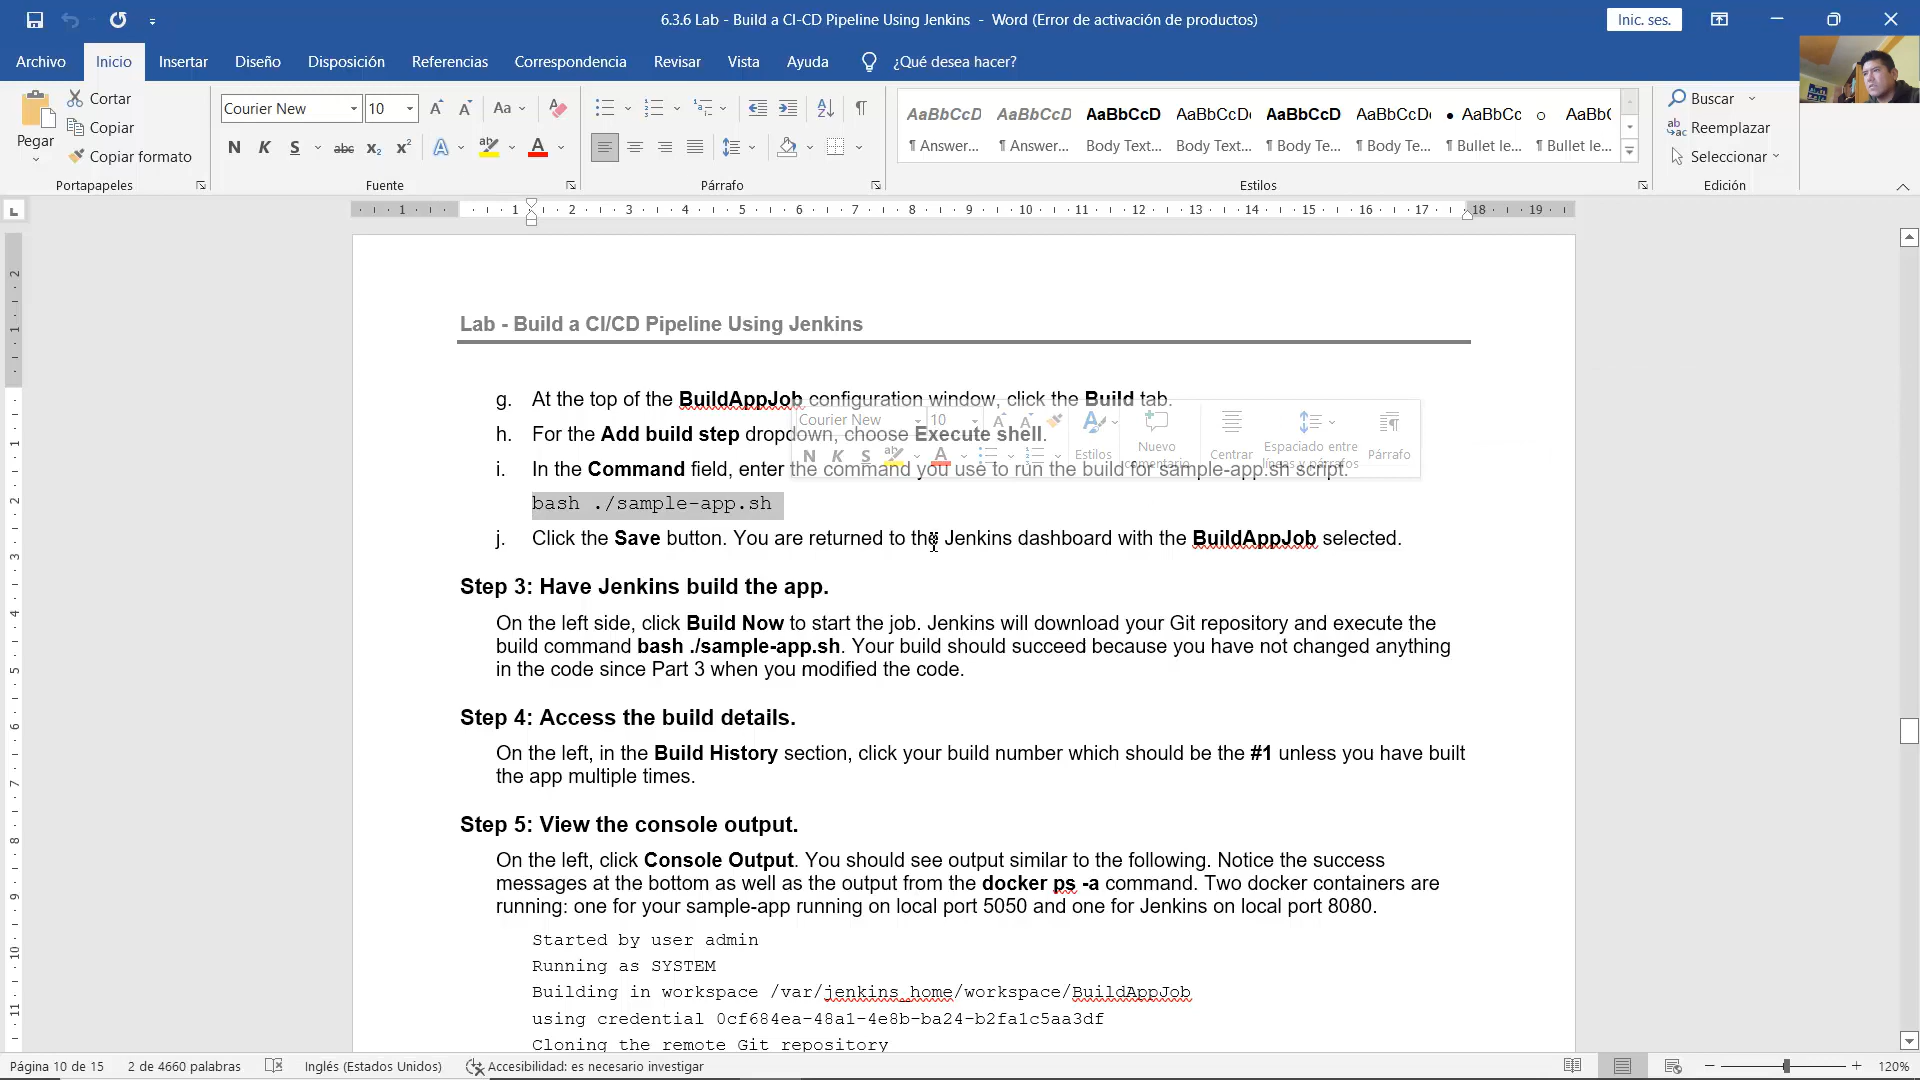 6.3.6 Lab - Build a CI-CD Pipeline Using Jenkins - Word (Error de activación de productos)
Inic. ses.
Archivo Inicio Insertar Diseño Disposición Referencias Correspondencia Revisar Vista Ayuda ¿Qué desea hacer?
Pegar
Cortar
Copiar
Copiar formato
Portapapeles
Courier New 10
Fuente
Párrafo
AaBbCcD AaBbCcD AaBbCcD AaBbCcD AaBbCcD AaBbCcD AaBbCc AaBbC
¶ Answer... ¶ Answer... Body Text... Body Text... ¶ Body Te... ¶ Body Te... ¶ Bullet le... ¶ Bullet le...
Estilos
Buscar
Reemplazar
Seleccionar
Edición
Lab - Build a CI/CD Pipeline Using Jenkins
g. At the top of the BuildAppJob configuration window, click the Build tab.
h. For the Add build step dropdown, choose Execute shell.
i. In the Command field, enter the command you use to run the build for sample-app.sh script.
Courier New 10
N K S
Estilos
Nuevo comentario
Centrar
Espaciado entre líneas y párrafos
Párrafo
bash ./sample-app.sh
j. Click the Save button. You are returned to the Jenkins dashboard with the BuildAppJob selected.
Step 3: Have Jenkins build the app.
On the left side, click Build Now to start the job. Jenkins will download your Git repository and execute the
build command bash ./sample-app.sh. Your build should succeed because you have not changed anything
in the code since Part 3 when you modified the code.
Step 4: Access the build details.
On the left, in the Build History section, click your build number which should be the #1 unless you have built
the app multiple times.
Step 5: View the console output.
On the left, click Console Output. You should see output similar to the following. Notice the success
messages at the bottom as well as the output from the docker ps -a command. Two docker containers are
running: one for your sample-app running on local port 5050 and one for Jenkins on local port 8080.
Started by user admin
Running as SYSTEM
Building in workspace /var/jenkins_home/workspace/BuildAppJob
using credential 0cf684ea-48a1-4e8b-ba24-b2fa1c5aa3df
Cloning the remote Git repository
Página 10 de 15 2 de 4660 palabras Inglés (Estados Unidos) Accesibilidad: es necesario investigar 120%